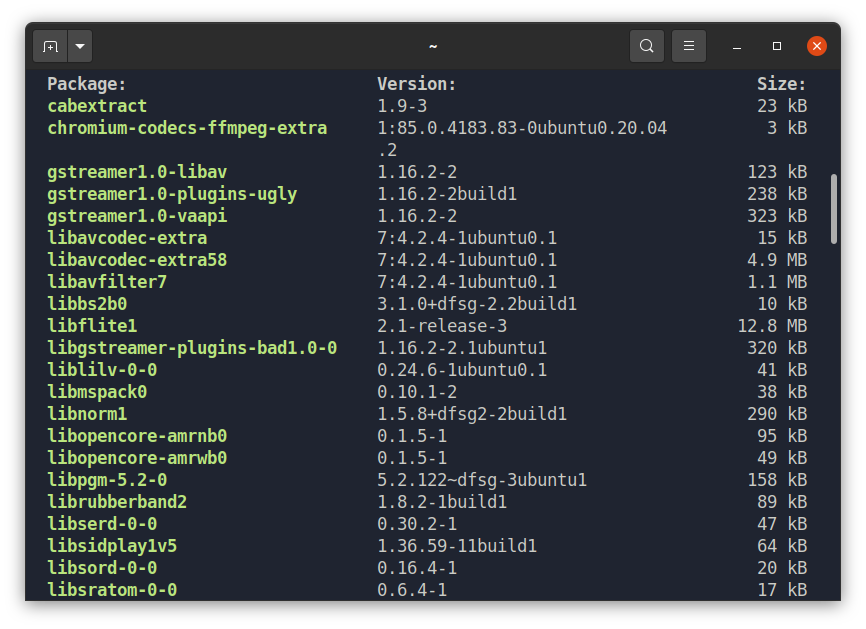 ~
Package: Version: Size:
cabextract 1.9-3 23 kB
chromium-codecs-ffmpeg-extra 1:85.0.4183.83-0ubuntu0.20.04 3 kB
.2
gstreamer1.0-libav 1.16.2-2 123 kB
gstreamer1.0-plugins-ugly 1.16.2-2build1 238 kB
gstreamer1.0-vaapi 1.16.2-2 323 kB
libavcodec-extra 7:4.2.4-1ubuntu0.1 15 kB
libavcodec-extra58 7:4.2.4-1ubuntu0.1 4.9 MB
libavfilter7 7:4.2.4-1ubuntu0.1 1.1 MB
libbs2b0 3.1.0+dfsg-2.2build1 10 kB
libflite1 2.1-release-3 12.8 MB
libgstreamer-plugins-bad1.0-0 1.16.2-2.1ubuntu1 320 kB
liblilv-0-0 0.24.6-1ubuntu0.1 41 kB
libmspack0 0.10.1-2 38 kB
libnorm1 1.5.8+dfsg2-2build1 290 kB
libopencore-amrnb0 0.1.5-1 95 kB
libopencore-amrwb0 0.1.5-1 49 kB
libpgm-5.2-0 5.2.122~dfsg-3ubuntu1 158 kB
librubberband2 1.8.2-1build1 89 kB
libserd-0-0 0.30.2-1 47 kB
libsidplay1v5 1.36.59-11build1 64 kB
libsord-0-0 0.16.4-1 20 kB
libsratom-0-0 0.6.4-1 17 kB